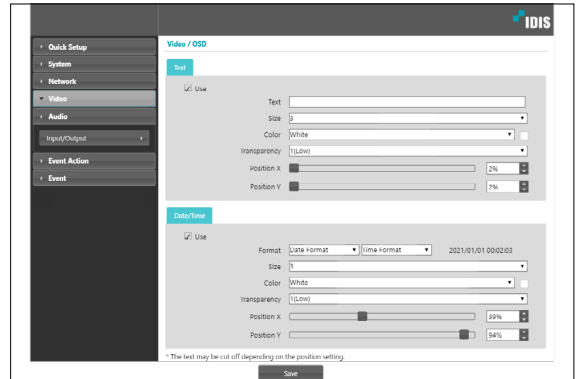 IDIS
Quick Setup
System
Network
Video
Audio
Input/Output
Event Action
Event
Video / OSD
Text
Use
Text
Size 3
Color White
Transparency 1(Low)
Position X 2%
Position Y 2%
Date/Time
Use
Format Date Format Time Format 2021/01/01 00:02:03
Size 1
Color White
Transparency 1(Low)
Position X 39%
Position Y 94%
* The text may be cut off depending on the position setting.
Save